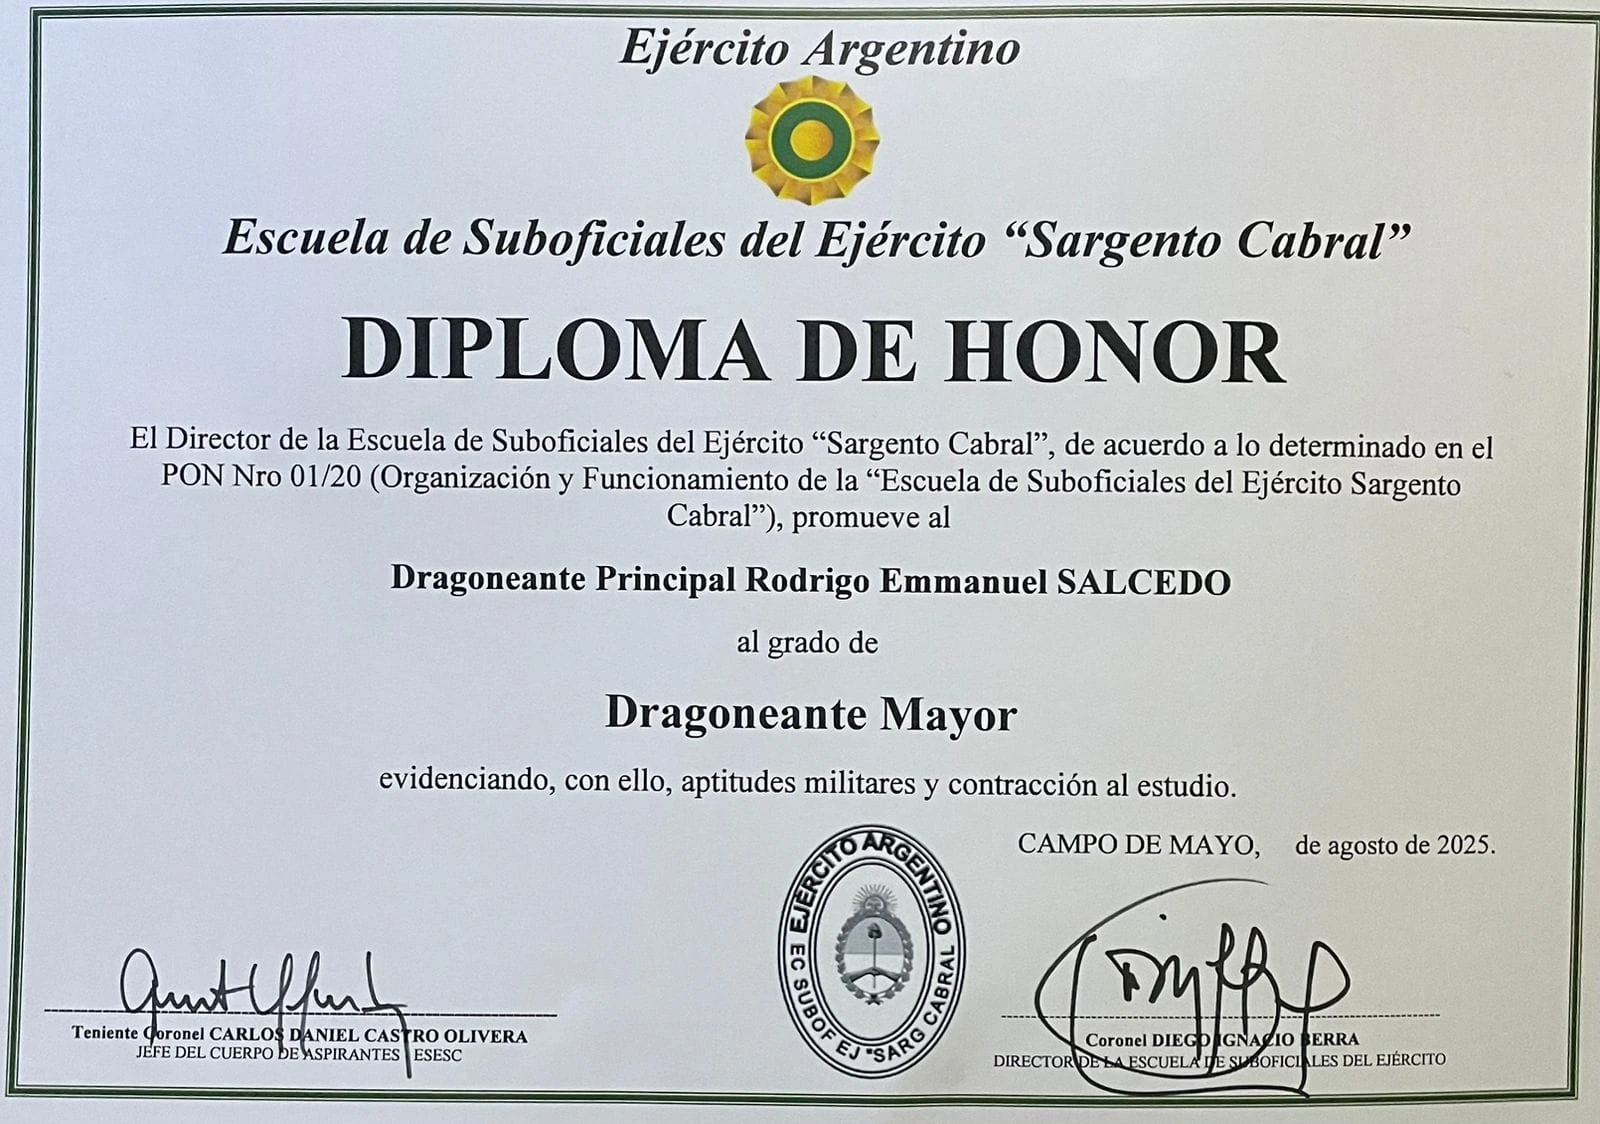 Ejército Argentino
Escuela de Suboficiales del Ejército “Sargento Cabral”
DIPLOMA DE HONOR
El Director de la Escuela de Suboficiales del Ejército “Sargento Cabral”, de acuerdo a lo determinado en el
PON Nro 01/20 (Organización y Funcionamiento de la “Escuela de Suboficiales del Ejército Sargento
Cabral”), promueve al
Dragoneante Principal Rodrigo Emmanuel SALCEDO
al grado de
Dragoneante Mayor
evidenciando, con ello, aptitudes militares y contracción al estudio.
CAMPO DE MAYO, de agosto de 2025.
EJÉRCITO ARGENTINO
EC SUBOF EJ "SARG CABRAL
Teniente Coronel CARLOS DANIEL CASTRO OLIVERA
JEFE DEL CUERPO DE ASPIRANTES ESESC
Coronel DIEGO IGNACIO BERRA
DIRECTOR DE LA ESCUELA DE SUBOFICIALES DEL EJÉRCITO